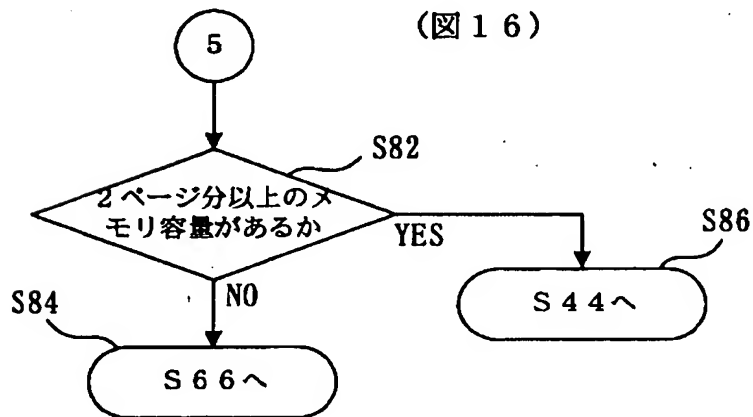 (図16)
5
S82
2ページ分以上のメ
モリ容量があるか
YES
S86
NO
S44へ
S84
S66へ